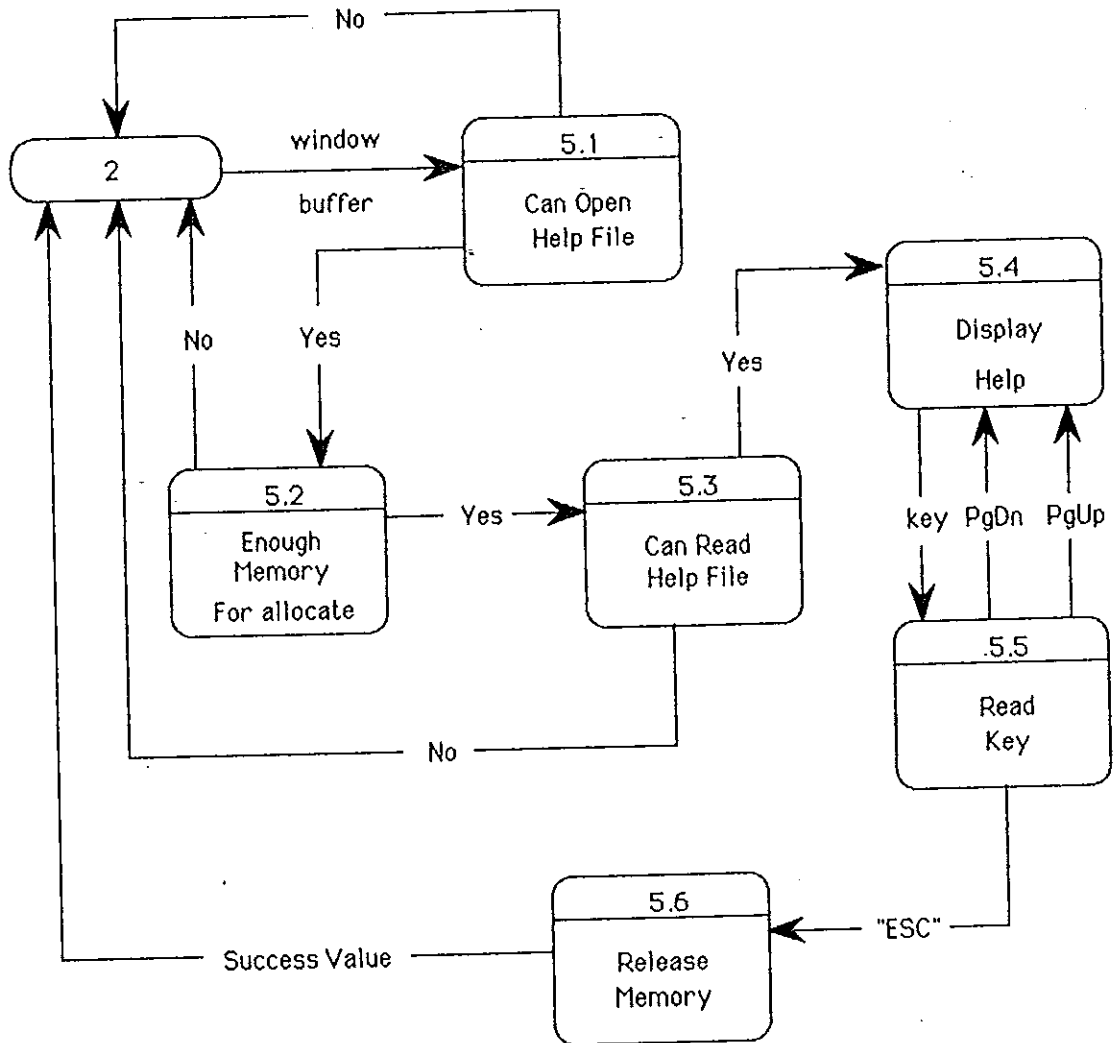 No
2
window
buffer
5.1
Can Open
Help File
5.4
Display
Help
No
Yes
Yes
5.2
Enough
Memory
For allocate
Yes
5.3
Can Read
Help File
key
PgDn
PgUp
5.5
Read
Key
No
"ESC"
5.6
Release
Memory
Success Value